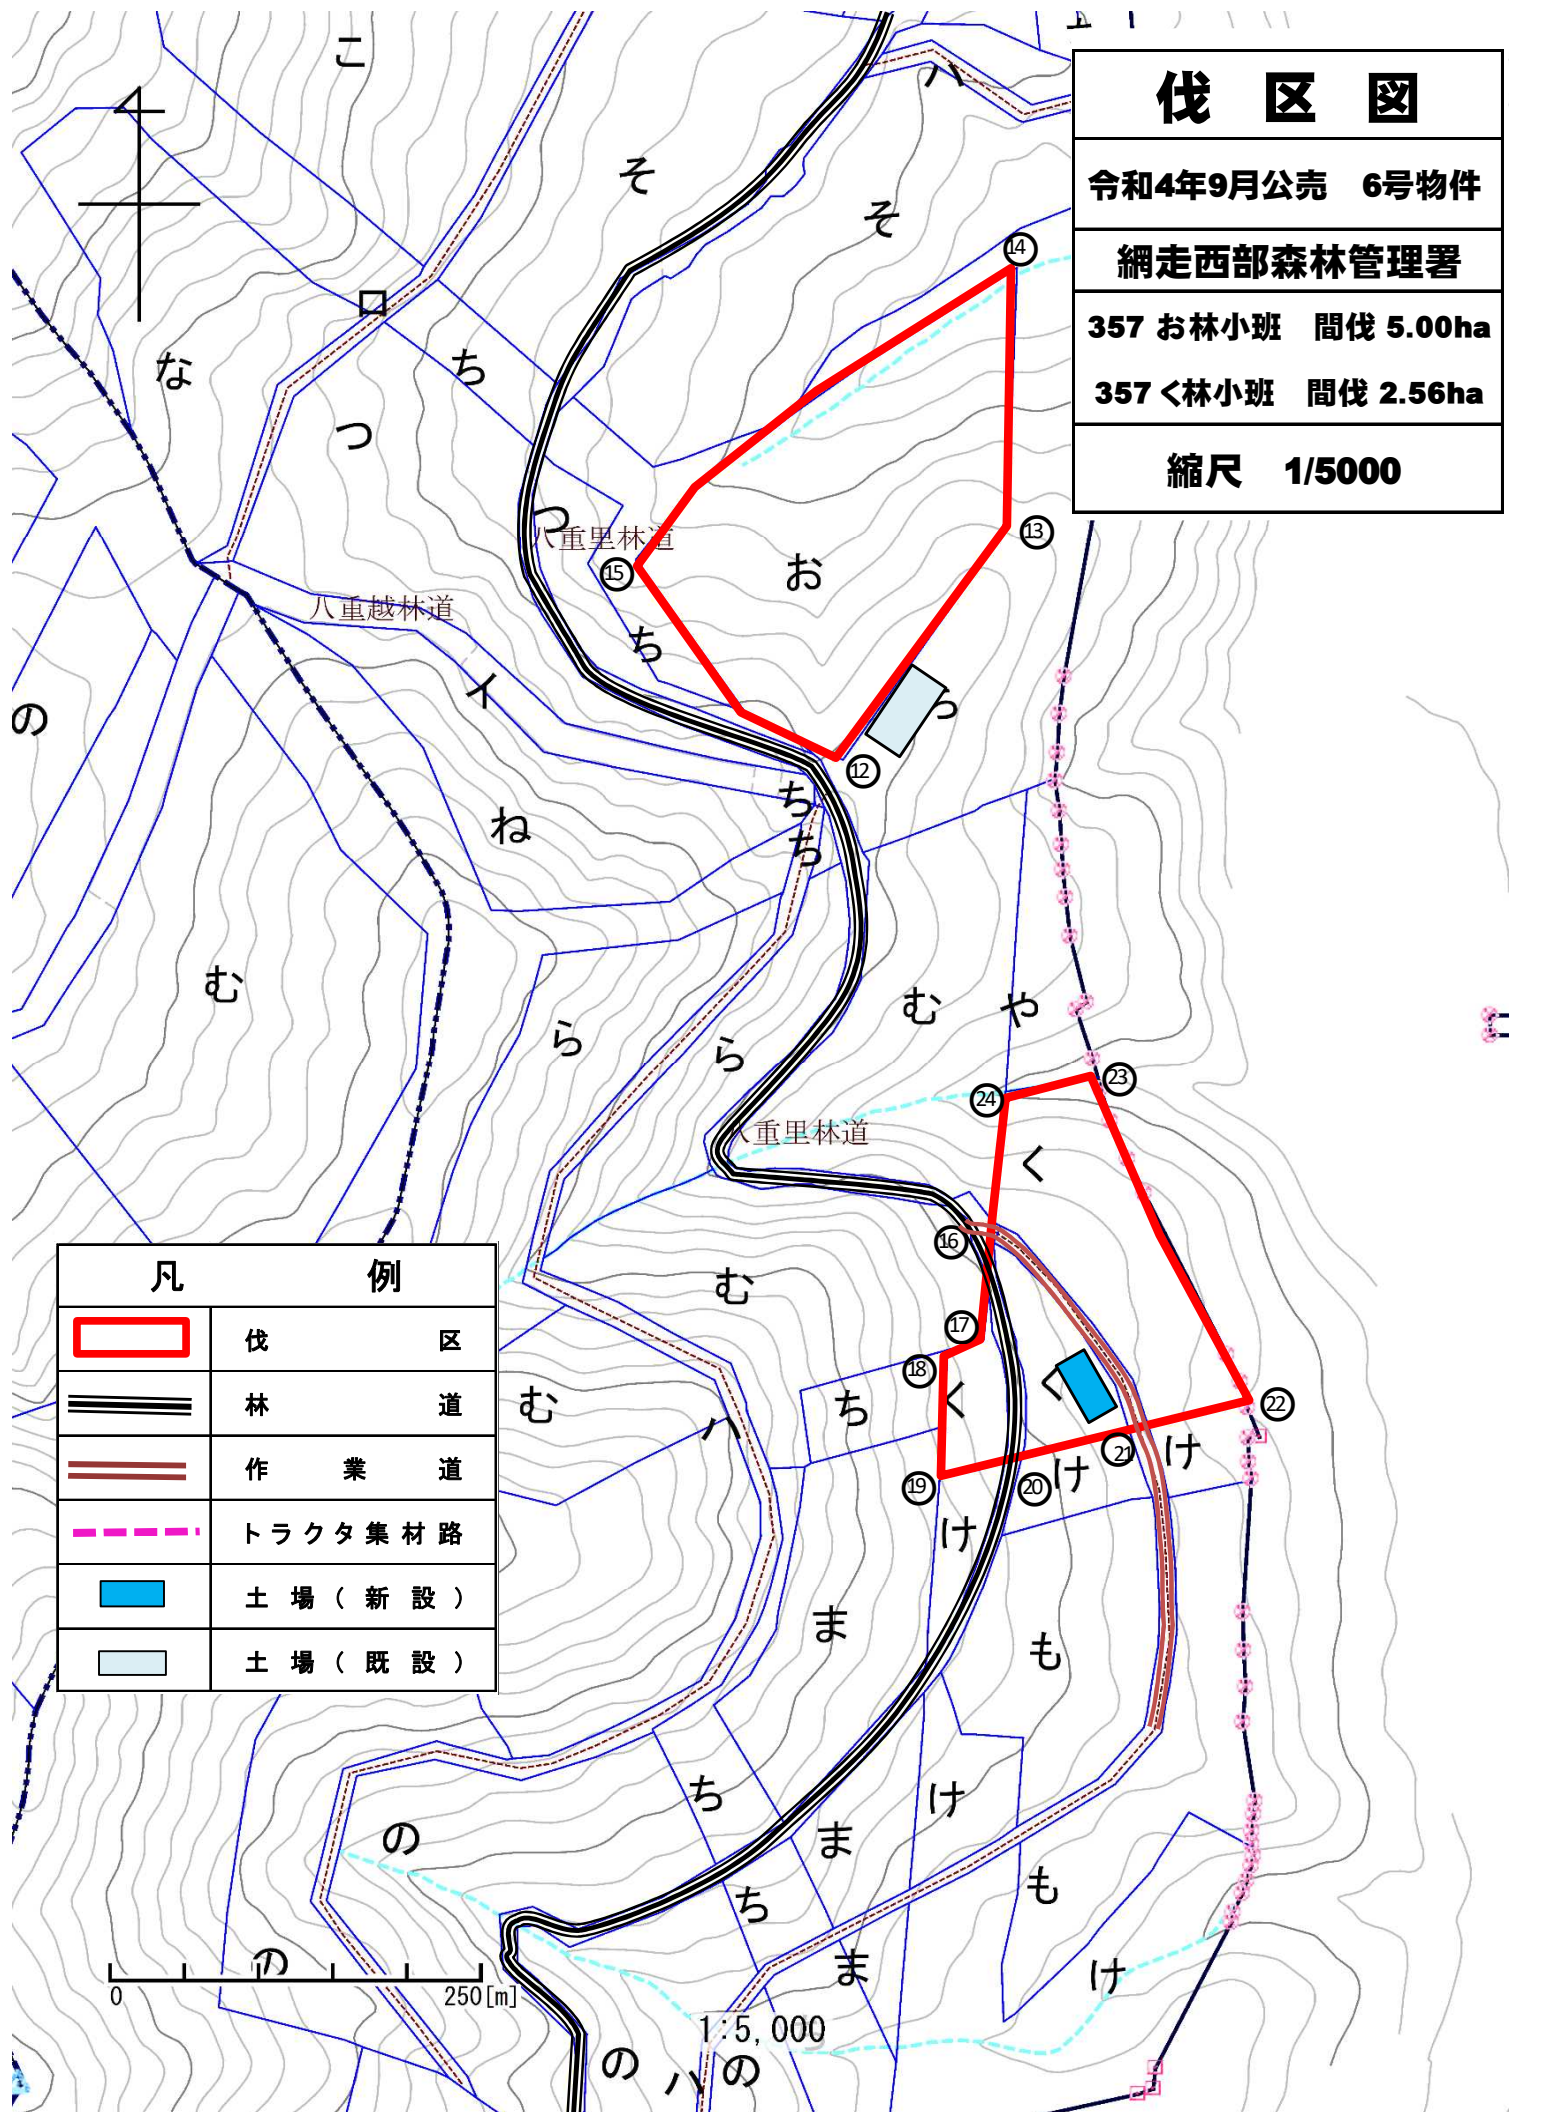 伐区図
令和4年9月公売 6号物件
網走西部森林管理署
357 お林小班 間伐 5.00ha
357 く林小班 間伐 2.56ha
縮尺 1/5000
こ
エ
ハ
そ
そ
14
ロ
な
ち
つ
つ
八重里林道
13
15
お
八重越林道
ち
イ
ろ
の
12
ち
ね
ち
む
む
や
ら
ら
23
24
八重里林道
く
16
む
17
18
く
く
ち
む
ハ
22
21
け
け
20
19
け
凡例
伐区
林道
作業道
トラクタ集材路
土場(新設)
土場(既設)
ま
も
ち
け
の
ま
も
ち
ま
け
の
0
250[m]
1:5,000
の
ハ
の